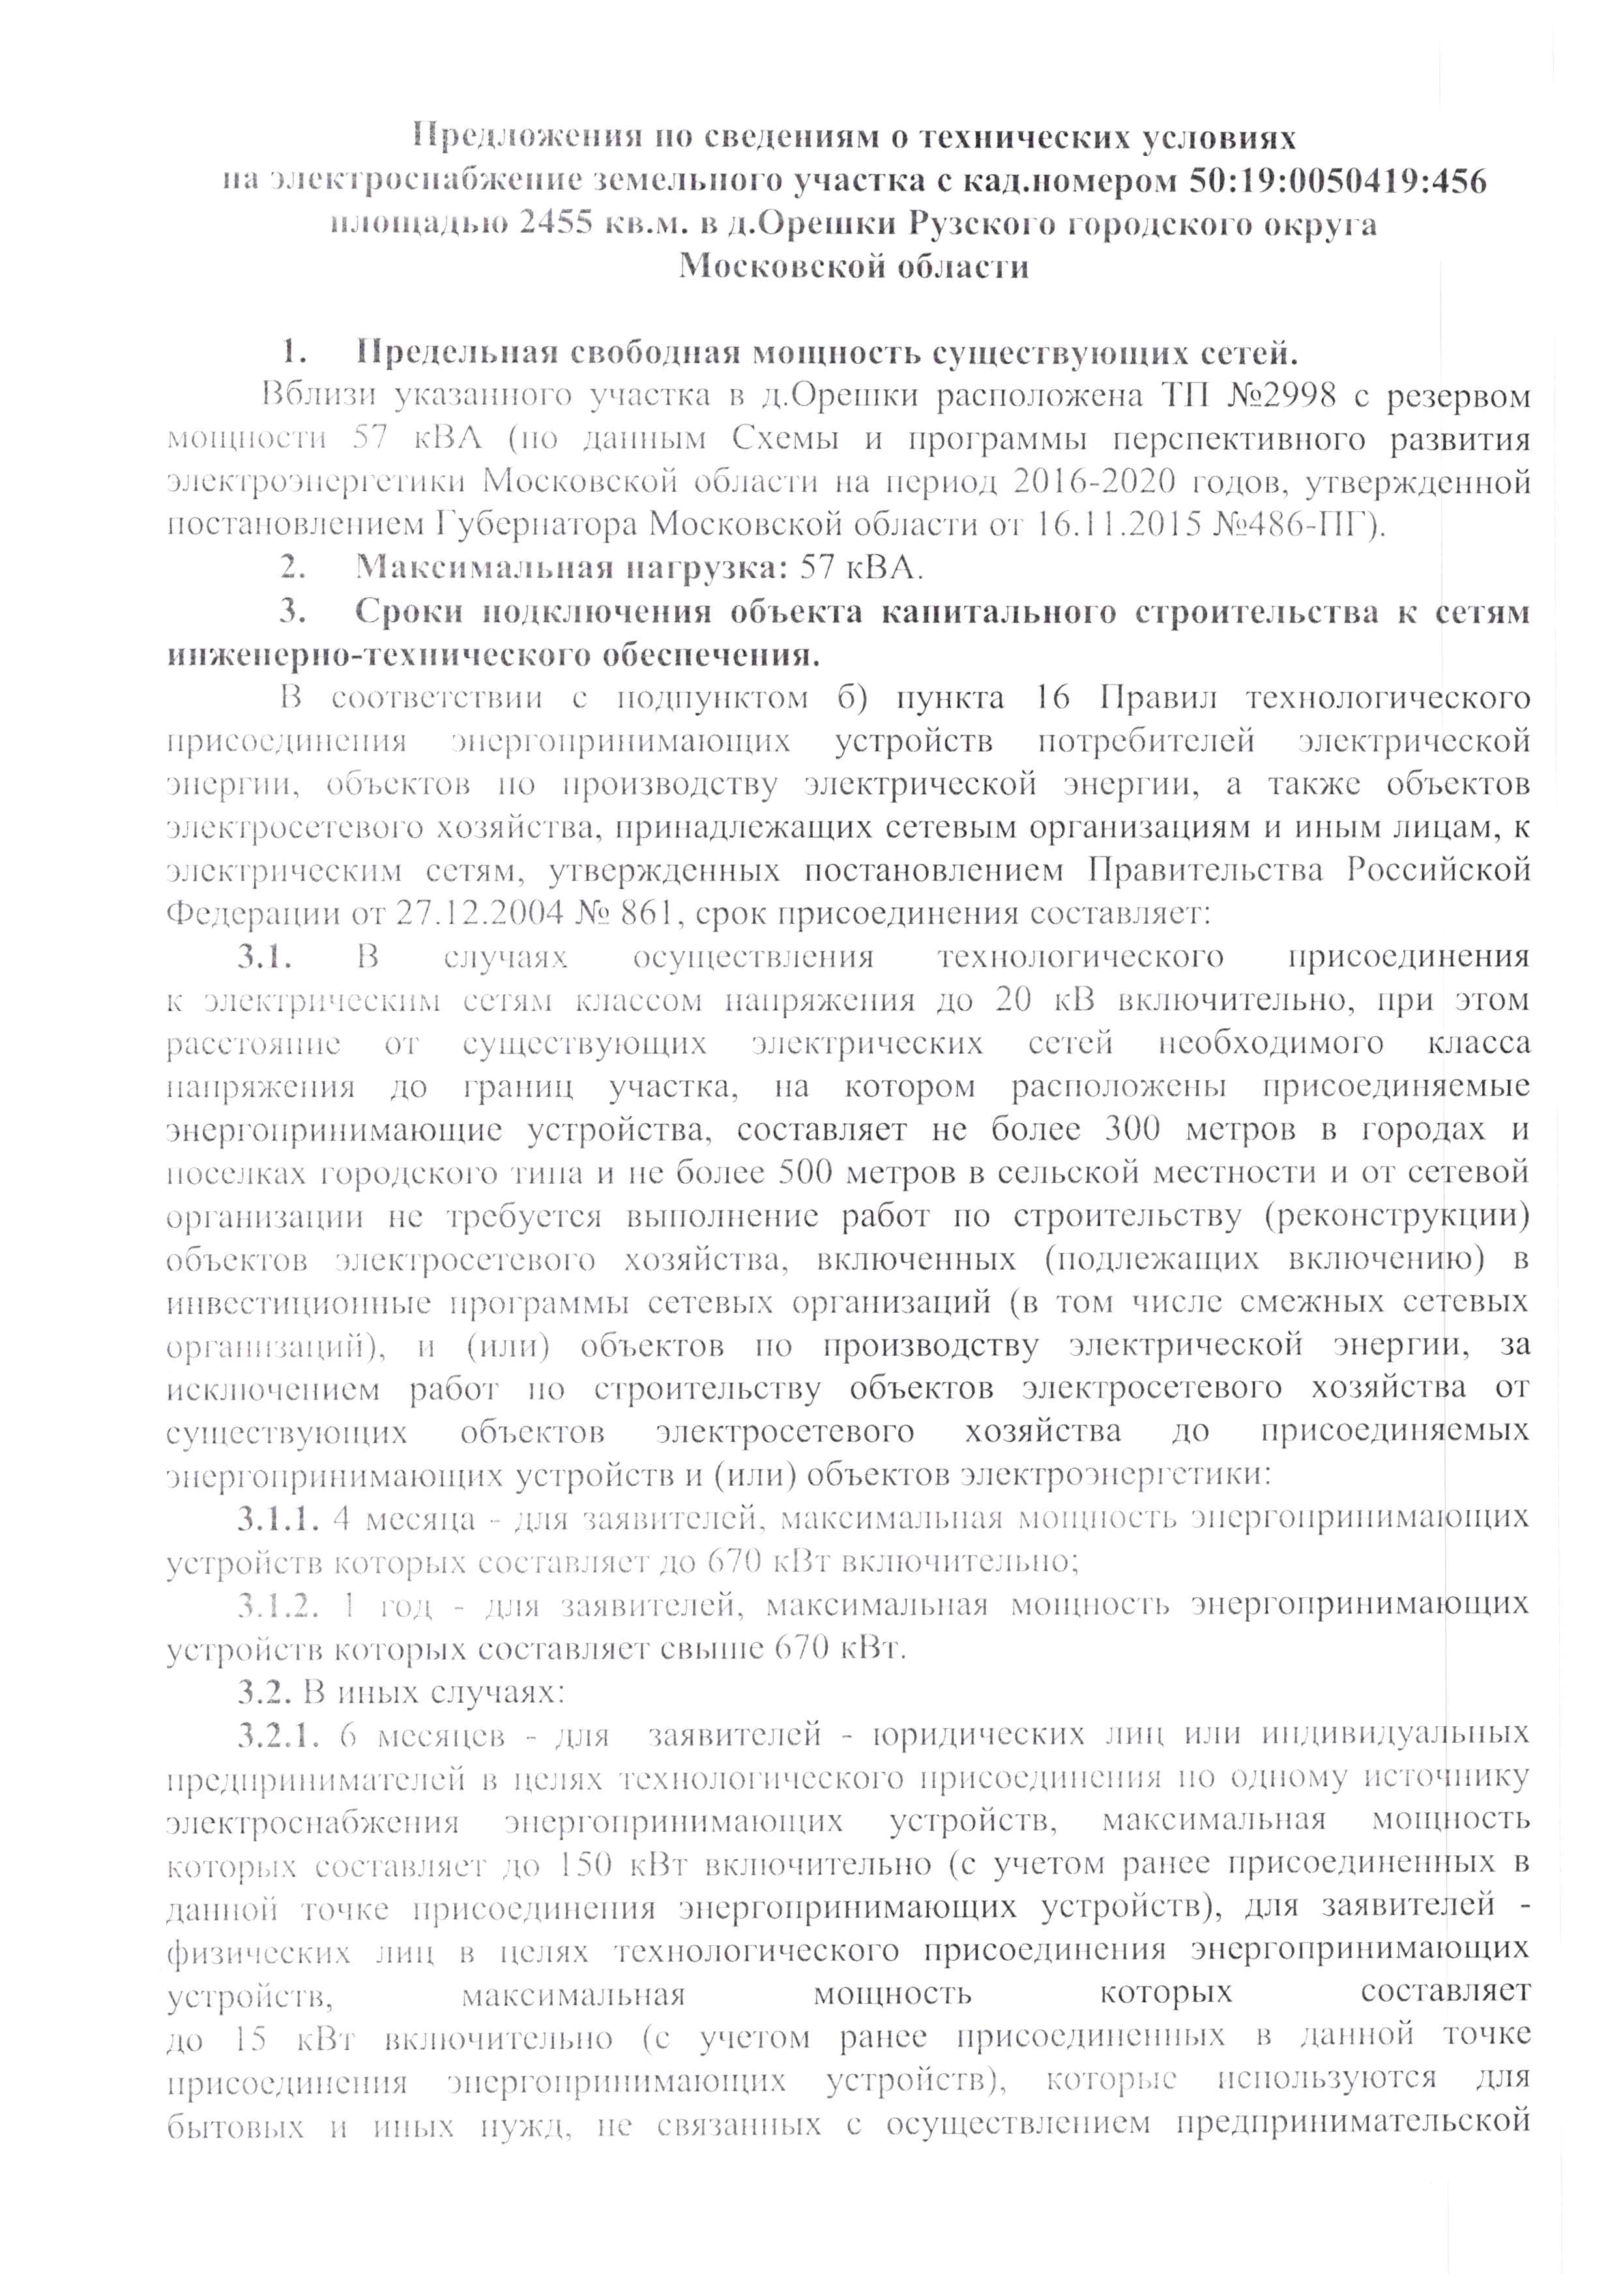 Предложения по сведениям о технических условиях
на электроснабжение земельного участка с кад.номером 50:19:0050419:456
площадью 2455 кв.м. в д.Орешки Рузского городского округа
Московской области
1. Предельная свободная мощность существующих сетей.
Вблизи указанного участка в д.Орешки расположена ТП №2998 с резервом
мощности 57 кВА (по данным Схемы и программы перспективного развития
электроэнергетики Московской области на период 2016-2020 годов, утвержденной
постановлением Губернатора Московской области от 16.11.2015 №486-ПГ).
2. Максимальная нагрузка: 57 кВА.
3. Сроки подключения объекта капитального строительства к сетям
инженерно-технического обеспечения.
В соответствии с подпунктом б) пункта 16 Правил технологического
присоединения энергопринимающих устройств потребителей электрической
энергии, объектов по производству электрической энергии, а также объектов
электросетевого хозяйства, принадлежащих сетевым организациям и иным лицам, к
электрическим сетям, утвержденных постановлением Правительства Российской
Федерации от 27.12.2004 № 861, срок присоединения составляет:
3.1. В случаях осуществления технологического присоединения
к электрическим сетям классом напряжения до 20 кВ включительно, при этом
расстояние от существующих электрических сетей необходимого класса
напряжения до границ участка, на котором расположены присоединяемые
энергопринимающие устройства, составляет не более 300 метров в городах и
поселках городского типа и не более 500 метров в сельской местности и от сетевой
организации не требуется выполнение работ по строительству (реконструкции)
объектов электросетевого хозяйства, включенных (подлежащих включению) в
инвестиционные программы сетевых организаций (в том числе смежных сетевых
организаций), и (или) объектов по производству электрической энергии, за
исключением работ по строительству объектов электросетевого хозяйства от
существующих объектов электросетевого хозяйства до присоединяемых
энергопринимающих устройств и (или) объектов электроэнергетики:
3.1.1. 4 месяца - для заявителей, максимальная мощность энергопринимающих
устройств которых составляет до 670 кВт включительно;
3.1.2. 1 год - для заявителей, максимальная мощность энергопринимающих
устройств которых составляет свыше 670 кВт.
3.2. В иных случаях:
3.2.1. 6 месяцев - для заявителей - юридических лиц или индивидуальных
предпринимателей в целях технологического присоединения по одному источнику
электроснабжения энергопринимающих устройств, максимальная мощность
которых составляет до 150 кВт включительно (с учетом ранее присоединенных в
данной точке присоединения энергопринимающих устройств), для заявителей -
физических лиц в целях технологического присоединения энергопринимающих
устройств, максимальная мощность которых составляет
до 15 кВт включительно (с учетом ранее присоединенных в данной точке
присоединения энергопринимающих устройств), которые используются для
бытовых и иных нужд, не связанных с осуществлением предпринимательской